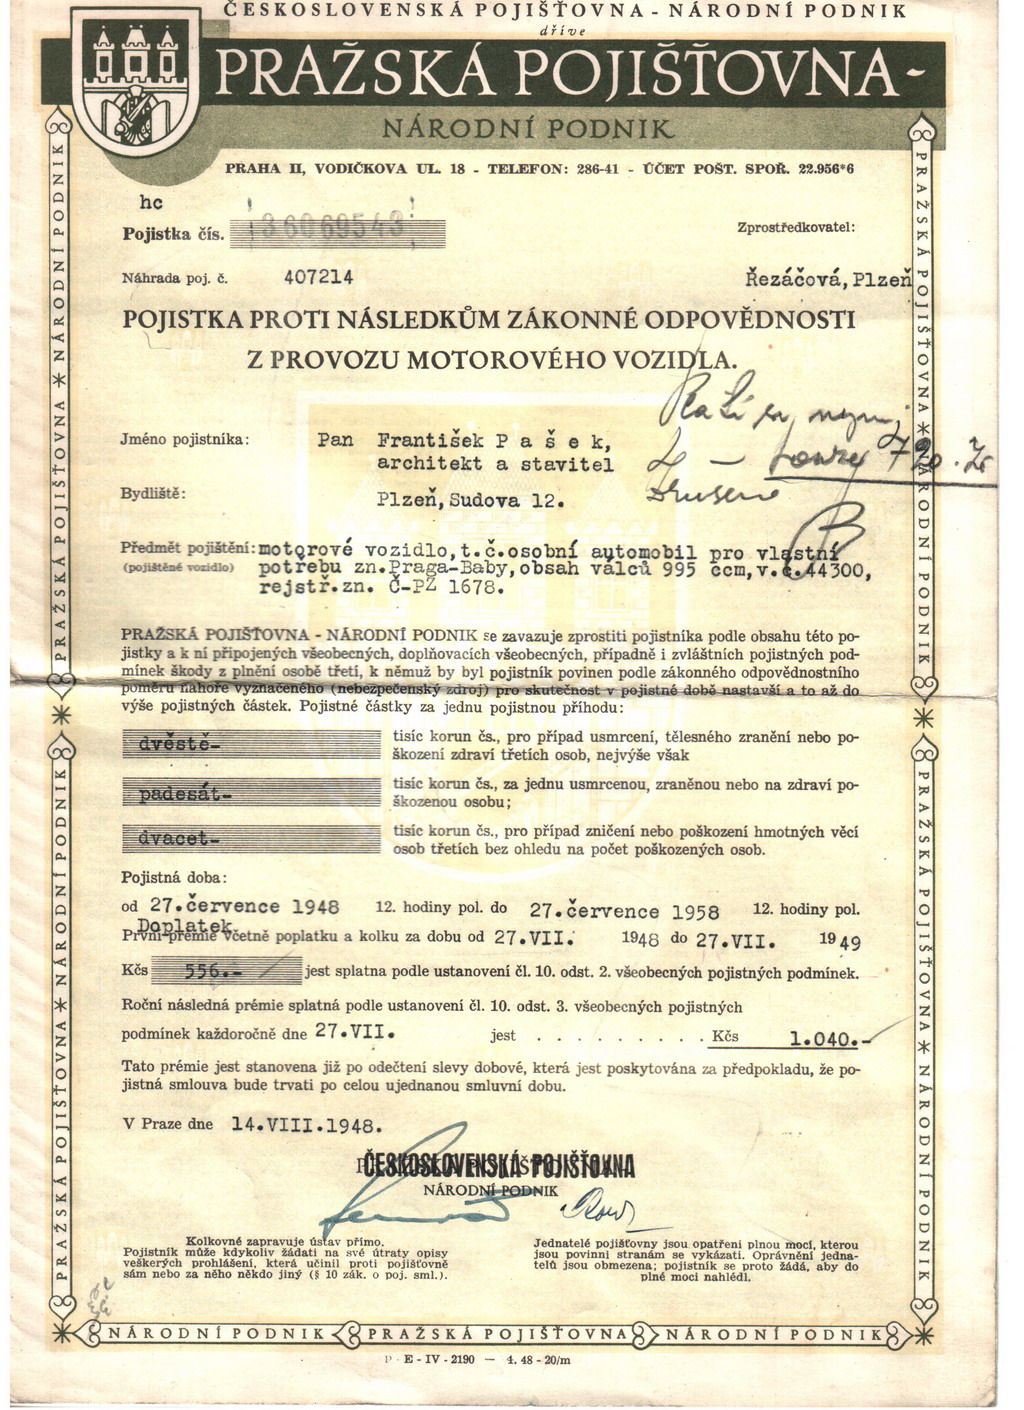 ČESKOSLOVENSKÁ POJIŠŤOVNA - NÁRODNÍ PODNIK
dříve
PRAŽSKÁ POJIŠŤOVNA -
NÁRODNÍ PODNIK
PRAHA II, VODIČKOVA UL. 18 - TELEFON: 286-41 - ÚČET POŠT. SPOŘ. 22.956*6
hc
Pojistka čís. 36069543
Zprostředkovatel:
Náhrada poj. č. 407214
Řezáčová, Plzeň
POJISTKA PROTI NÁSLEDKŮM ZÁKONNÉ ODPOVĚDNOSTI
Z PROVOZU MOTOROVÉHO VOZIDLA.
Jméno pojistníka: Pan František P a š e k,
architekt a stavitel
Bydliště: Plzeň, Sudova 12.
720.
Předmět pojištění: motorové vozidlo, t.č. osobní automobil pro vlastní
(pojištěné vozidlo) potřebu zn. Praga-Baby, obsah válců 995 ccm, v.č. 44300,
rejstř. zn. Č-PZ 1678.
PRAŽSKÁ POJIŠŤOVNA - NÁRODNÍ PODNIK se zavazuje zprostiti pojistníka podle obsahu této po-
jistky a k ní připojených všeobecných, doplňovacích všeobecných, případně i zvláštních pojistných pod-
mínek škody z plnění osobě třetí, k němuž by byl pojistník povinen podle zákonného odpovědnostního
poměru nahoře vyznačeného (nebezpečenský zdroj) pro skutečnost v pojistné době nastavší a to až do
výše pojistných částek. Pojistné částky za jednu pojistnou příhodu:
dvěstě- tisíc korun čs., pro případ usmrcení, tělesného zranění nebo po-
škození zdraví třetích osob, nejvýše však
padesát- tisíc korun čs., za jednu usmrcenou, zraněnou nebo na zdraví po-
škozenou osobu;
dvacet- tisíc korun čs., pro případ zničení nebo poškození hmotných věcí
osob třetích bez ohledu na počet poškozených osob.
Pojistná doba:
od 27. července 1948 12. hodiny pol. do 27. července 1958 12. hodiny pol.
Doplatek
První prémie včetně poplatku a kolku za dobu od 27.VII. 1948 do 27.VII. 1949
Kčs 556.- jest splatna podle ustanovení čl. 10. odst. 2. všeobecných pojistných podmínek.
Roční následná prémie splatná podle ustanovení čl. 10. odst. 3. všeobecných pojistných
podmínek každoročně dne 27.VII. jest . . . . . . . . . Kčs 1.040.-
Tato prémie jest stanovena již po odečtení slevy dobové, která jest poskytována za předpokladu, že po-
jistná smlouva bude trvati po celou ujednanou smluvní dobu.
V Praze dne 14.VIII.1948.
ČESKOSLOVENSKÁ POJIŠŤOVNA
NÁRODNÍ PODNIK
Kolkovné zapravuje ústav přímo.
Pojistník může kdykoliv žádati na své útraty opisy
veškerých prohlášení, která učinil proti pojišťovně
sám nebo za něho někdo jiný (§ 10 zák. o poj. sml.).
Jednatelé pojišťovny jsou opatřeni plnou mocí, kterou
jsou povinni stranám se vykázati. Oprávnění jedna-
telů jsou obmezena; pojistník se proto žádá, aby do
plné moci nahlédl.
PRAŽSKÁ POJIŠŤOVNA * NÁRODNÍ PODNIK
PRAŽSKÁ POJIŠŤOVNA * NÁRODNÍ PODNIK
PRAŽSKÁ POJIŠŤOVNA * NÁRODNÍ PODNIK
PRAŽSKÁ POJIŠŤOVNA * NÁRODNÍ PODNIK
NÁRODNÍ PODNIK PRAŽSKÁ POJIŠŤOVNA NÁRODNÍ PODNIK
P - E - IV - 2190 — 4. 48 - 20/m